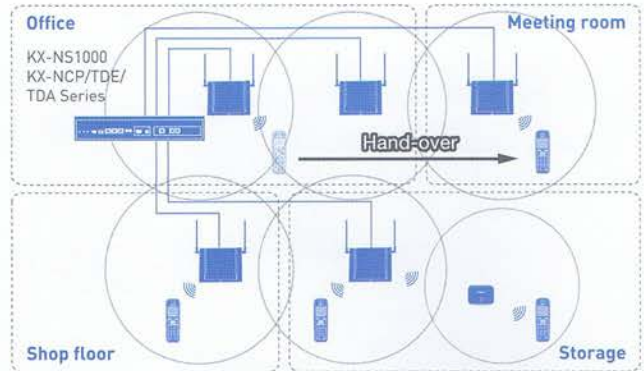 Office
Meeting room
KX-NS1000
KX-NCP/TDE/
TDA Series
Hand-over
Shop floor
Storage